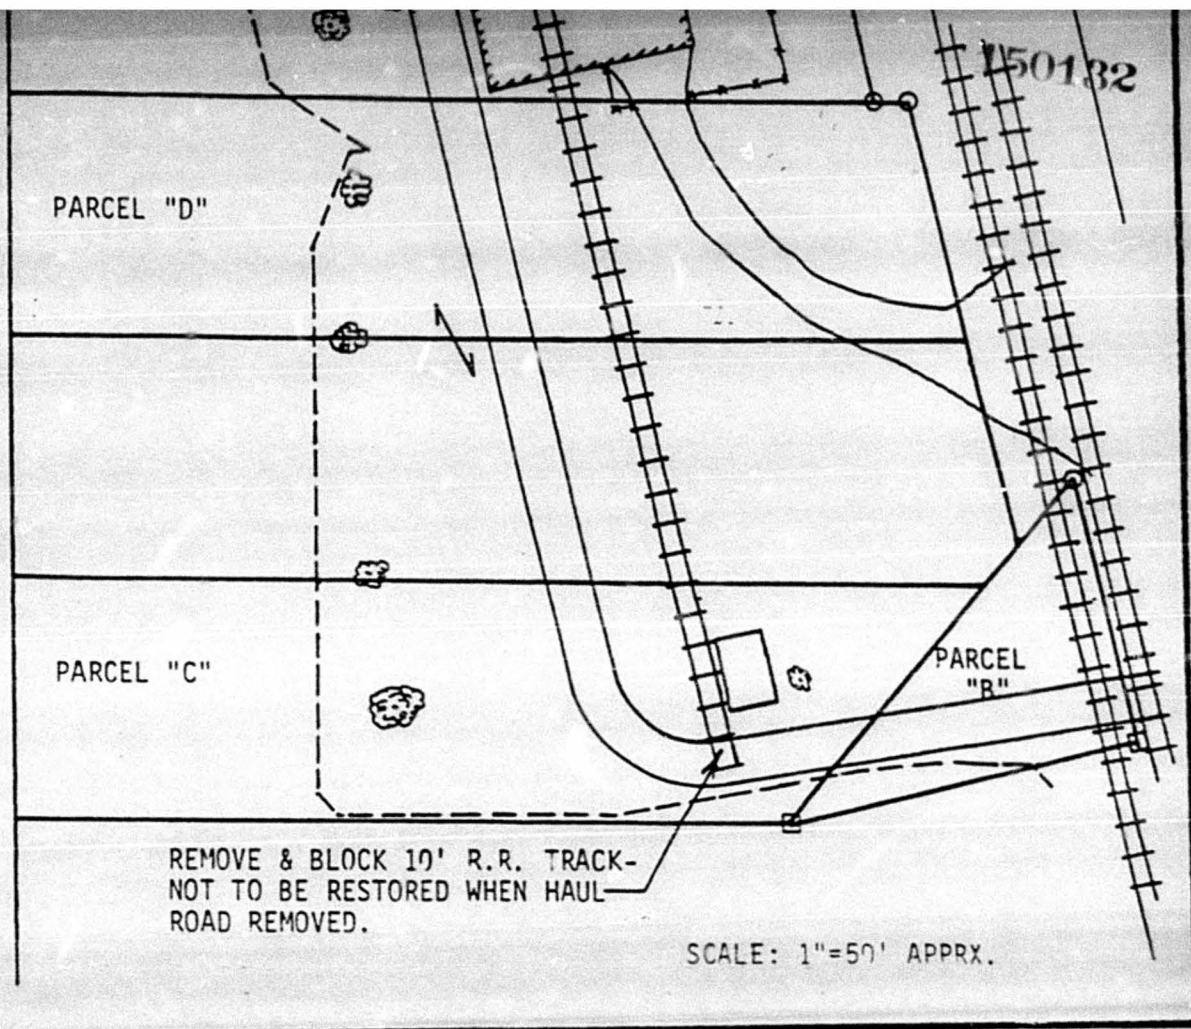 150132
PARCEL "D"
PARCEL "C"
PARCEL
"B"
REMOVE & BLOCK 10' R.R. TRACK-
NOT TO BE RESTORED WHEN HAUL
ROAD REMOVED.
SCALE: 1"=50' APPRX.